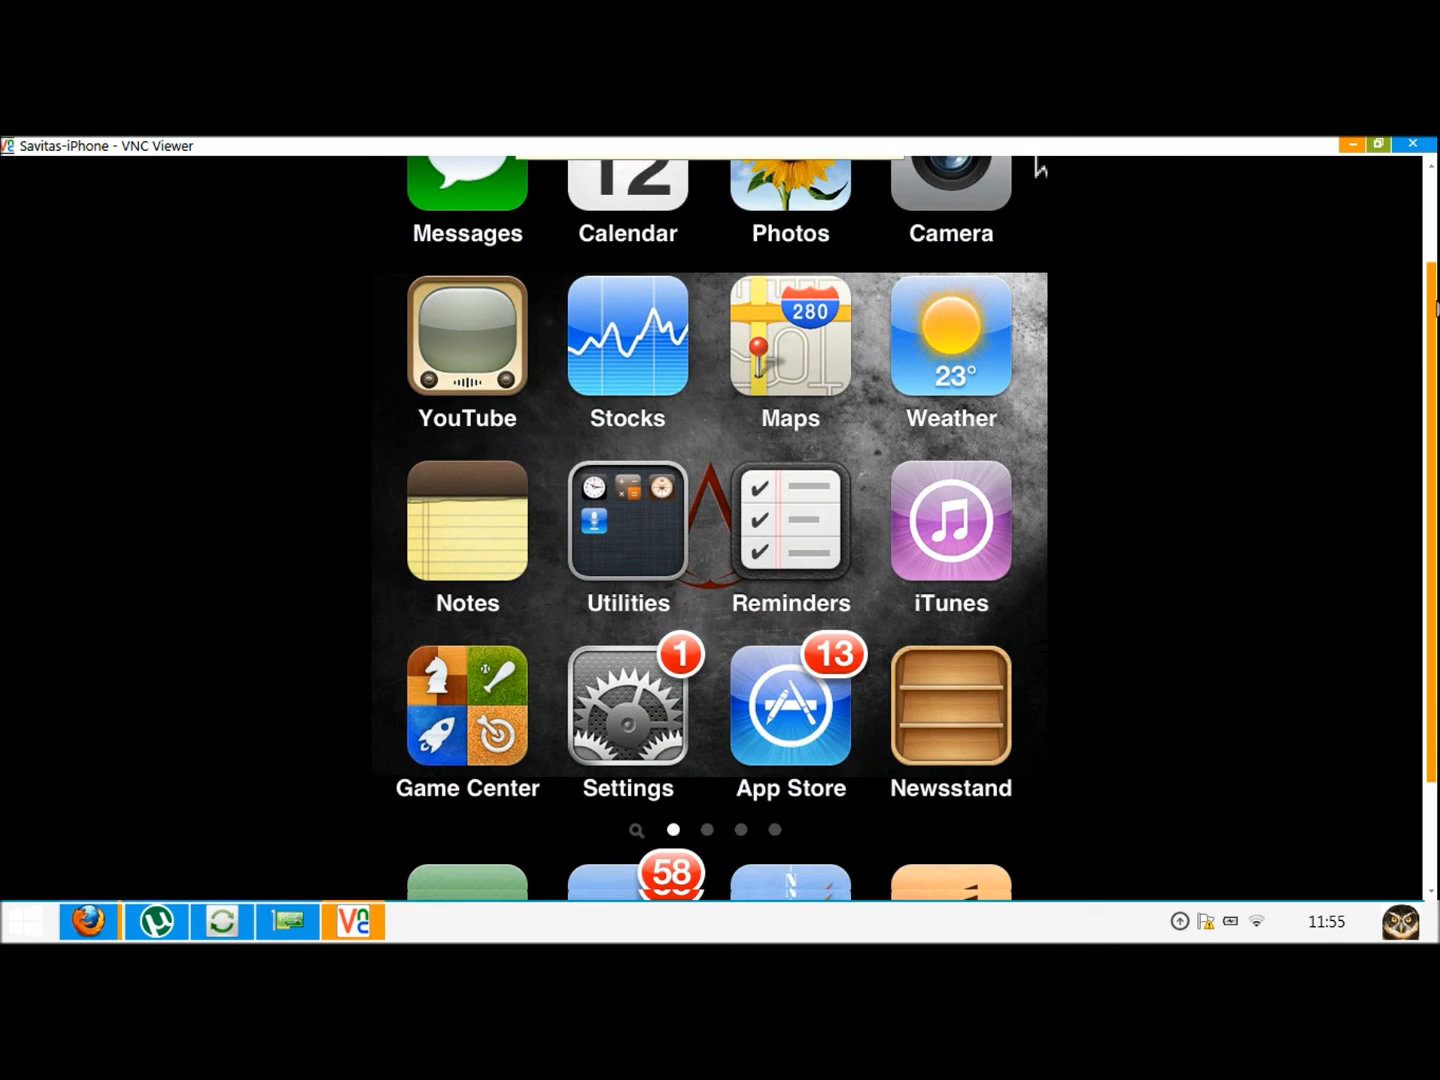 Savitas-iPhone - VNC Viewer
12
Messages Calendar Photos Camera
280
23°
YouTube Stocks Maps Weather
Notes Utilities Reminders iTunes
1 13
Game Center Settings App Store Newsstand
58
N
11:55